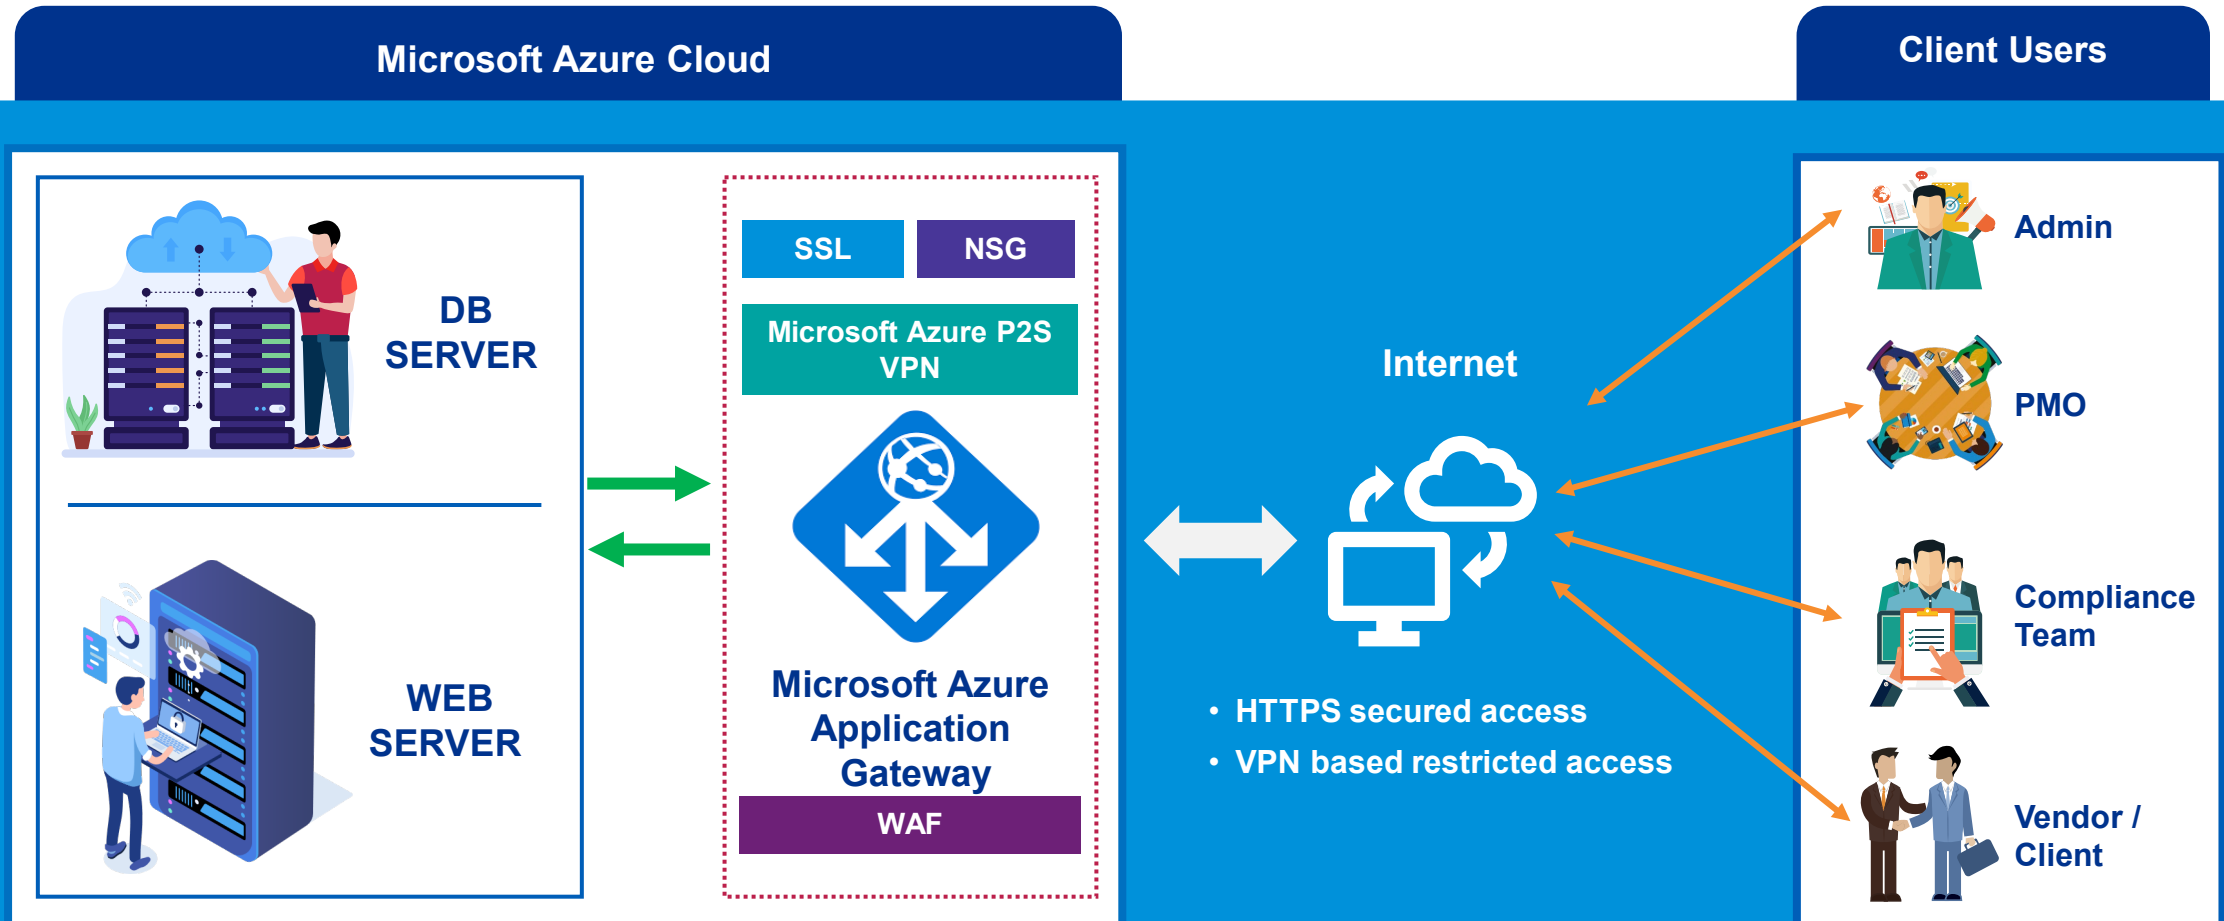 Microsoft Azure Cloud
Client Users
DB
SERVER
WEB
SERVER
SSL
NSG
Microsoft Azure P2S
VPN
Microsoft Azure
Application
Gateway
WAF
Internet
• HTTPS secured access
• VPN based restricted access
Admin
PMO
Compliance
Team
Vendor /
Client